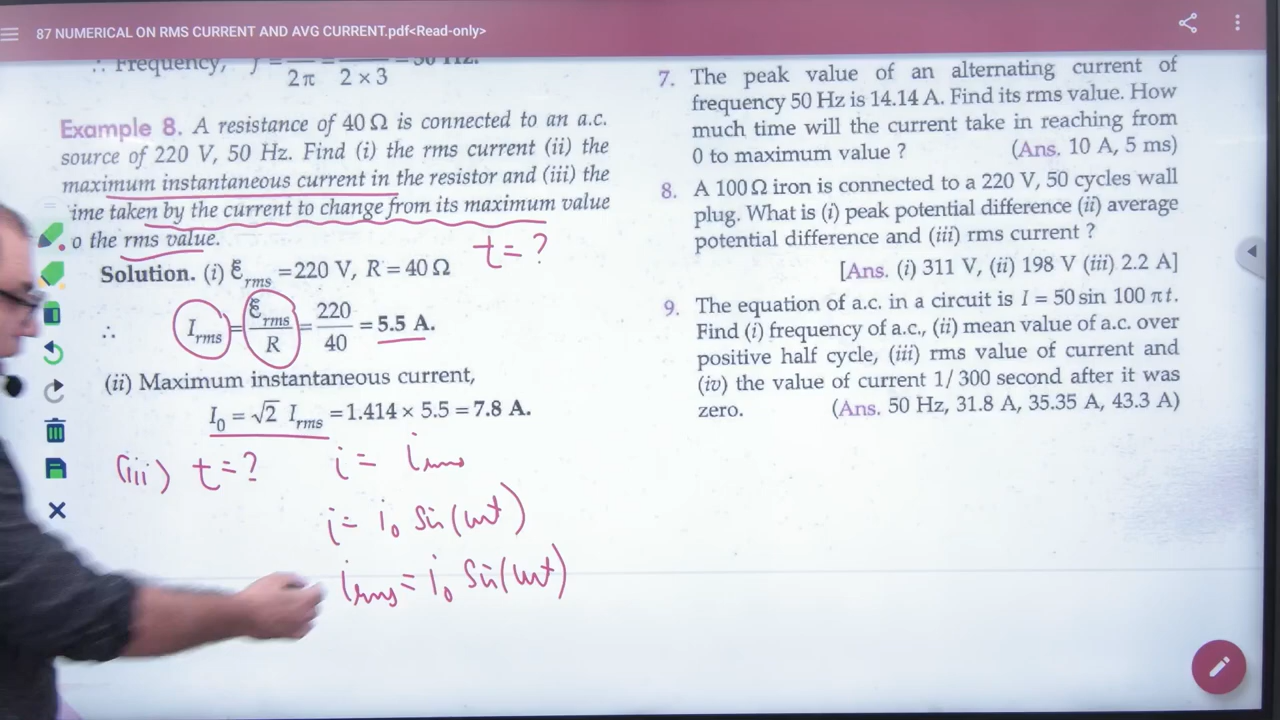 87 NUMERICAL ON RMS CURRENT AND AVG CURRENT.pdf<Read-only>
∴ Frequency, f = — = — = 50 Hz.
2π 2 × 3
Example 8. A resistance of 40 Ω is connected to an a.c.
source of 220 V, 50 Hz. Find (i) the rms current (ii) the
maximum instantaneous current in the resistor and (iii) the
ime taken by the current to change from its maximum value
o the rms value.
t = ?
Solution. (i) ℰrms = 220 V, R = 40 Ω
∴ Irms = ℰrms / R = 220 / 40 = 5.5 A.
(ii) Maximum instantaneous current,
I0 = √2 Irms = 1.414 × 5.5 = 7.8 A.
(iii) t = ? i = irms
i = i0 sin(ωt)
irms = i0 sin(ωt)
7. The peak value of an alternating current of
frequency 50 Hz is 14.14 A. Find its rms value. How
much time will the current take in reaching from
0 to maximum value ? (Ans. 10 A, 5 ms)
8. A 100 Ω iron is connected to a 220 V, 50 cycles wall
plug. What is (i) peak potential difference (ii) average
potential difference and (iii) rms current ?
[Ans. (i) 311 V, (ii) 198 V (iii) 2.2 A]
9. The equation of a.c. in a circuit is I = 50 sin 100 πt.
Find (i) frequency of a.c., (ii) mean value of a.c. over
positive half cycle, (iii) rms value of current and
(iv) the value of current 1/300 second after it was
zero. (Ans. 50 Hz, 31.8 A, 35.35 A, 43.3 A)